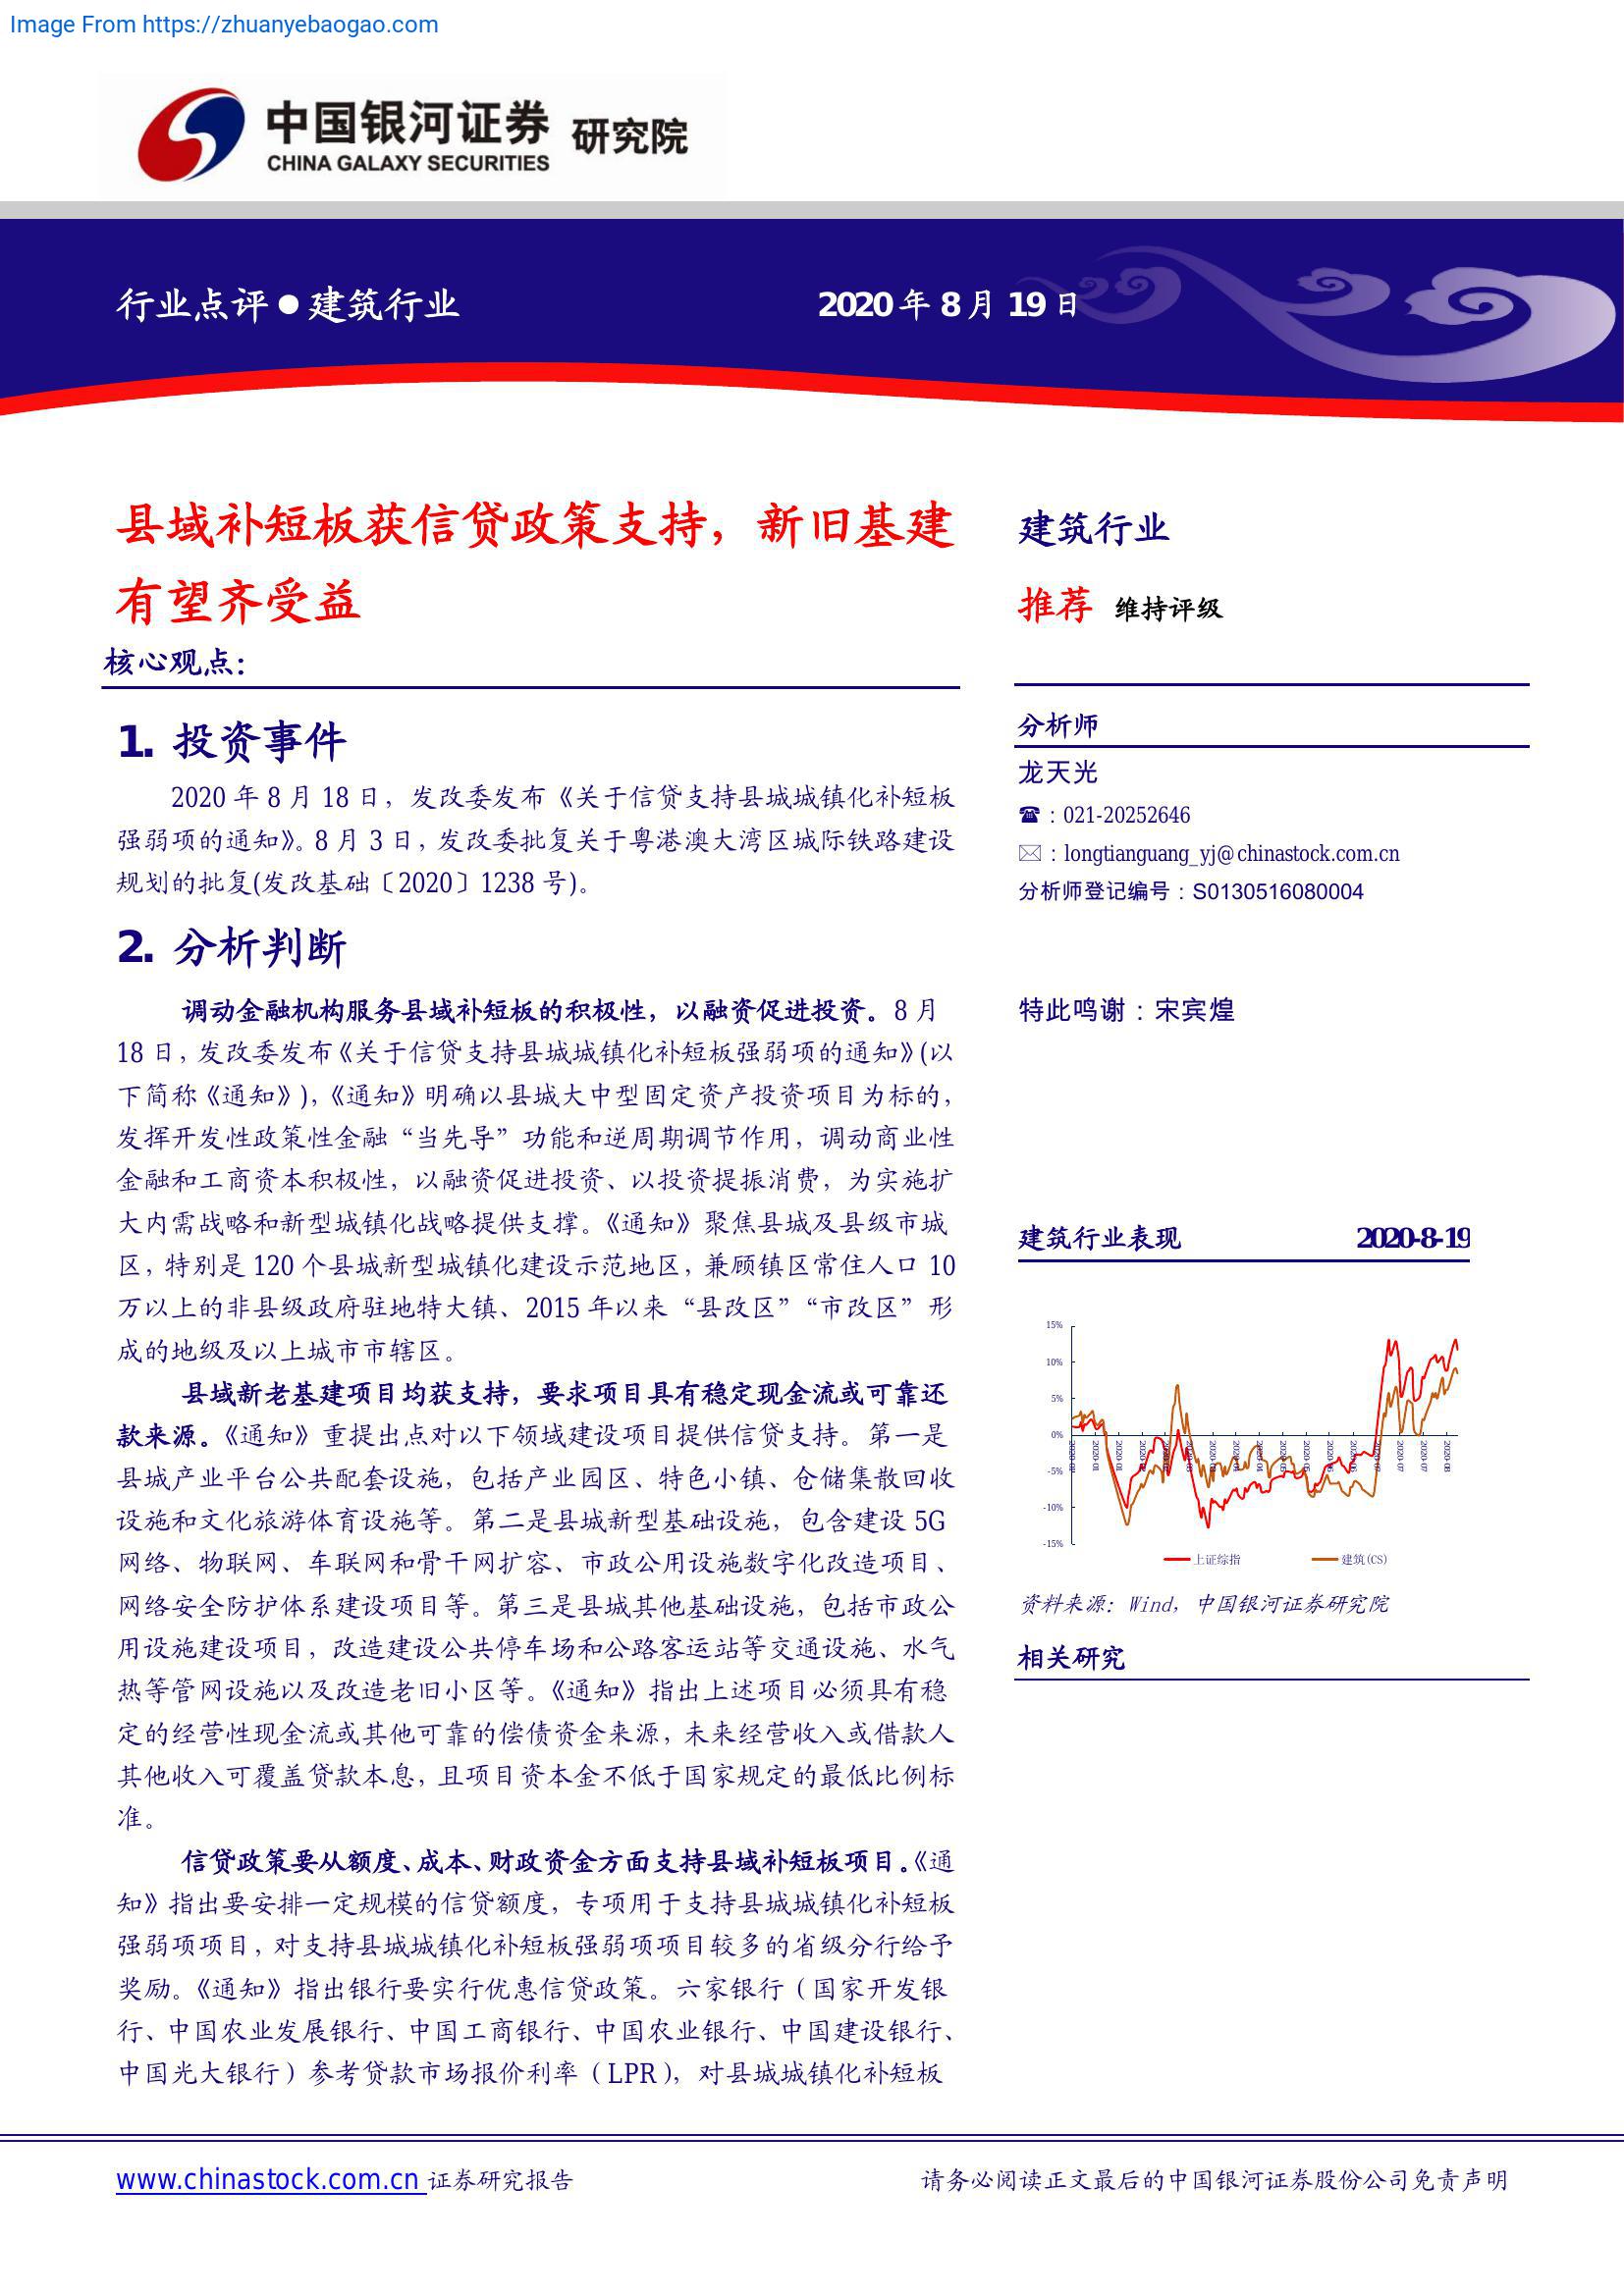 Image From https://zhuanyebaogao.com
中国银河证券 研究院
CHINA GALAXY SECURITIES
行业点评●建筑行业
2020 年 8 月 19 日
县域补短板获信贷政策支持，新旧基建
有望齐受益
核心观点：
1. 投资事件
2020 年 8 月 18 日，发改委发布《关于信贷支持县城城镇化补短板
强弱项的通知》。8 月 3 日，发改委批复关于粤港澳大湾区城际铁路建设
规划的批复(发改基础〔2020〕1238 号)。
2. 分析判断
调动金融机构服务县域补短板的积极性，以融资促进投资。8 月
18 日，发改委发布《关于信贷支持县城城镇化补短板强弱项的通知》(以
下简称《通知》)，《通知》明确以县城大中型固定资产投资项目为标的，
发挥开发性政策性金融“当先导”功能和逆周期调节作用，调动商业性
金融和工商资本积极性，以融资促进投资、以投资提振消费，为实施扩
大内需战略和新型城镇化战略提供支撑。《通知》聚焦县城及县级市城
区，特别是 120 个县城新型城镇化建设示范地区，兼顾镇区常住人口 10
万以上的非县级政府驻地特大镇、2015 年以来“县改区”“市改区”形
成的地级及以上城市市辖区。
县域新老基建项目均获支持，要求项目具有稳定现金流或可靠还
款来源。《通知》重提出点对以下领域建设项目提供信贷支持。第一是
县城产业平台公共配套设施，包括产业园区、特色小镇、仓储集散回收
设施和文化旅游体育设施等。第二是县城新型基础设施，包含建设 5G
网络、物联网、车联网和骨干网扩容、市政公用设施数字化改造项目、
网络安全防护体系建设项目等。第三是县城其他基础设施，包括市政公
用设施建设项目，改造建设公共停车场和公路客运站等交通设施、水气
热等管网设施以及改造老旧小区等。《通知》指出上述项目必须具有稳
定的经营性现金流或其他可靠的偿债资金来源，未来经营收入或借款人
其他收入可覆盖贷款本息，且项目资本金不低于国家规定的最低比例标
准。
信贷政策要从额度、成本、财政资金方面支持县域补短板项目。《通
知》指出要安排一定规模的信贷额度，专项用于支持县城城镇化补短板
强弱项项目，对支持县城城镇化补短板强弱项项目较多的省级分行给予
奖励。《通知》指出银行要实行优惠信贷政策。六家银行（国家开发银
行、中国农业发展银行、中国工商银行、中国农业银行、中国建设银行、
中国光大银行）参考贷款市场报价利率（LPR），对县城城镇化补短板
建筑行业
推荐 维持评级
分析师
龙天光
☎：021-20252646
✉：longtianguang_yj@chinastock.com.cn
分析师登记编号：S0130516080004
特此鸣谢：宋宾煌
建筑行业表现 2020-8-19
15%
10%
5%
0%
-5%
-10%
-15%
2020-01
2020-01
2020-07
2020-07
2020-08
上证综指 建筑(CS)
资料来源：Wind，中国银河证券研究院
相关研究
www.chinastock.com.cn 证券研究报告
请务必阅读正文最后的中国银河证券股份公司免责声明